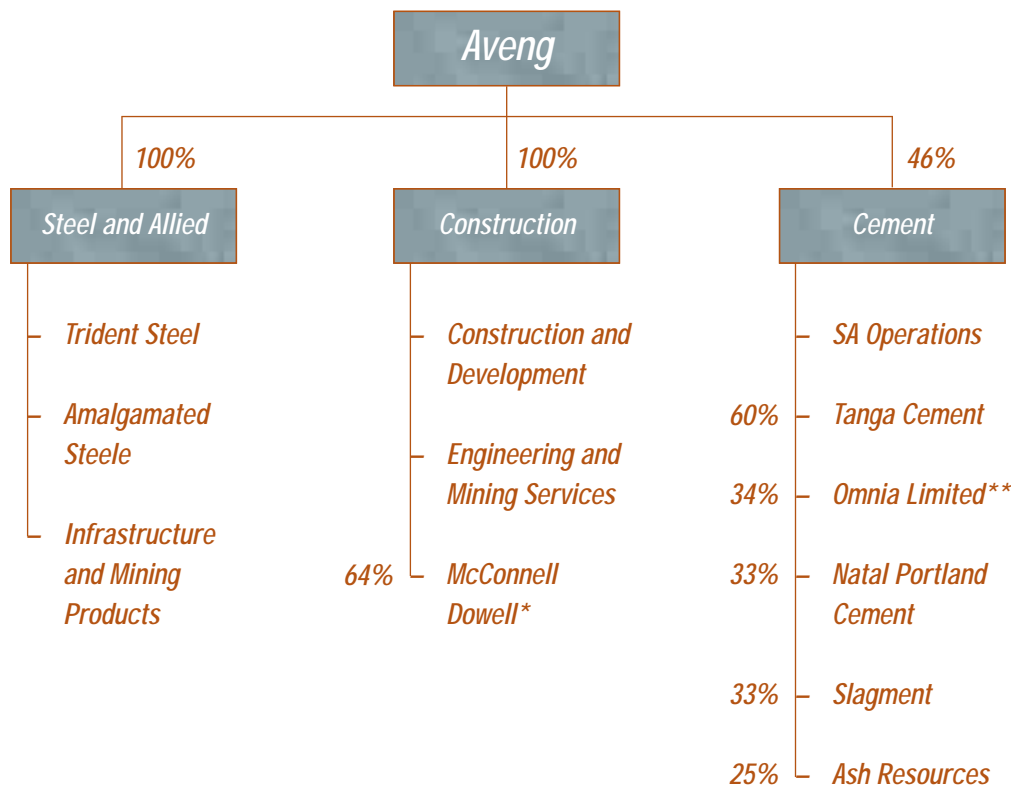 Aveng
100%
100%
46%
Steel and Allied
Construction
Cement
– Trident Steel
– Amalgamated
Steele
– Infrastructure
and Mining
Products
– Construction and
Development
– Engineering and
Mining Services
64% – McConnell
Dowell*
– SA Operations
60% – Tanga Cement
34% – Omnia Limited**
33% – Natal Portland
Cement
33% – Slagment
25% – Ash Resources